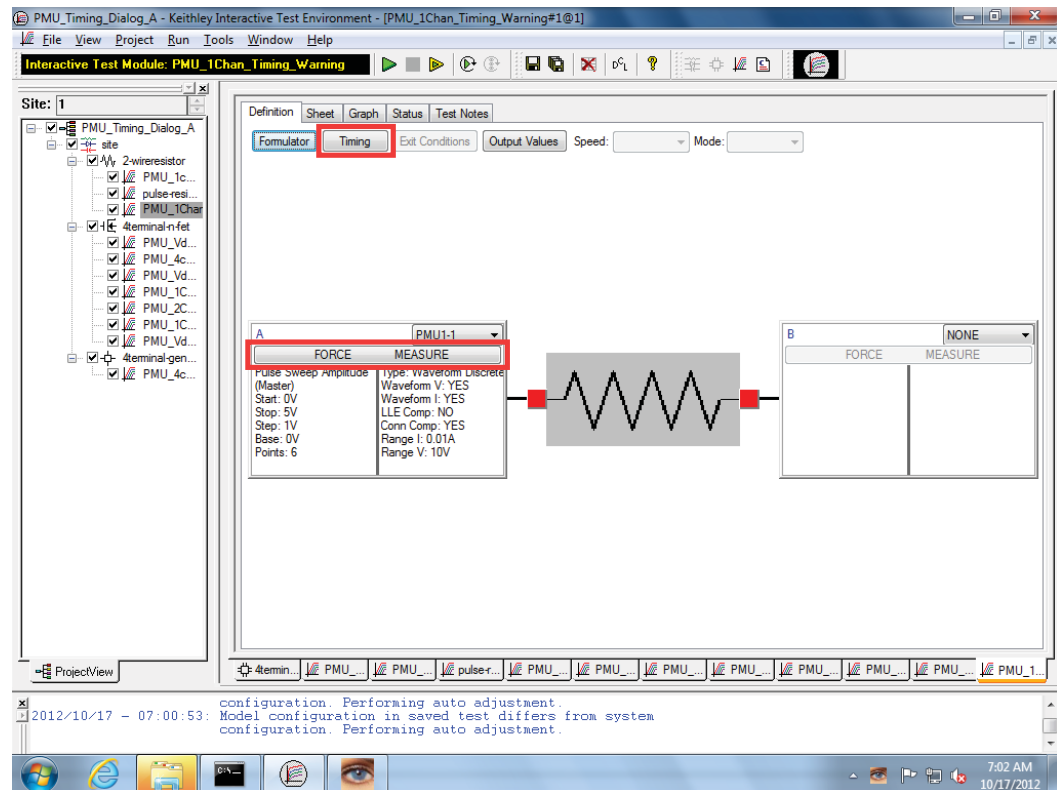 PMU_Timing_Dialog_A - Keithley Interactive Test Environment - [PMU_1Chan_Timing_Warning#1@1]
File View Project Run Tools Window Help
Interactive Test Module: PMU_1Chan_Timing_Warning
Site: 1
PMU_Timing_Dialog_A
site
2-wireresistor
PMU_1c...
pulse-resi...
PMU_1Char
4terminal-n-fet
PMU_Vd...
PMU_4c...
PMU_Vd...
PMU_1C...
PMU_2C...
PMU_1C...
PMU_Vd...
4terminal-gen...
PMU_4c...
ProjectView
Definition Sheet Graph Status Test Notes
Formulator Timing Exit Conditions Output Values Speed: Mode:
A PMU1-1
FORCE MEASURE
Pulse Sweep Amplitude
(Master)
Start: 0V
Stop: 5V
Step: 1V
Base: 0V
Points: 6
Type: Waveform Discrete
Waveform V: YES
Waveform I: YES
LLE Comp: NO
Conn Comp: YES
Range I: 0.01A
Range V: 10V
B NONE
FORCE MEASURE
4termin... PMU_... PMU_... pulse-r... PMU_... PMU_... PMU_... PMU_... PMU_... PMU_... PMU_... PMU_1...
configuration. Performing auto adjustment.
2012/10/17 - 07:00:53: Model configuration in saved test differs from system
configuration. Performing auto adjustment.
7:02 AM
10/17/2012